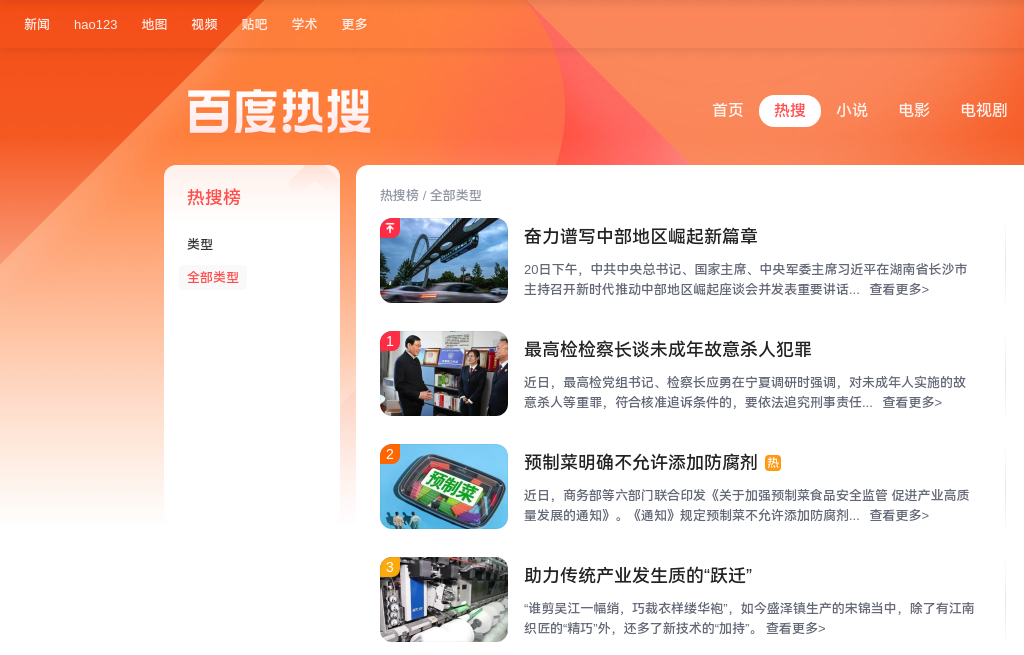 新闻 hao123 地图 视频 贴吧 学术 更多
百度热搜
首页 热搜 小说 电影 电视剧
热搜榜
类型
全部类型
热搜榜 / 全部类型
奋力谱写中部地区崛起新篇章
20日下午，中共中央总书记、国家主席、中央军委主席习近平在湖南省长沙市
主持召开新时代推动中部地区崛起座谈会并发表重要讲话... 查看更多>
1
最高检检察长谈未成年故意杀人犯罪
近日，最高检党组书记、检察长应勇在宁夏调研时强调，对未成年人实施的故
意杀人等重罪，符合核准追诉条件的，要依法追究刑事责任... 查看更多>
2
预制菜
预制菜明确不允许添加防腐剂 热
近日，商务部等六部门联合印发《关于加强预制菜食品安全监管 促进产业高质
量发展的通知》。《通知》规定预制菜不允许添加防腐剂... 查看更多>
3
助力传统产业发生质的“跃迁”
“谁剪吴江一幅绡，巧裁衣样缕华袍”，如今盛泽镇生产的宋锦当中，除了有江南
织匠的“精巧”外，还多了新技术的“加持”。 查看更多>